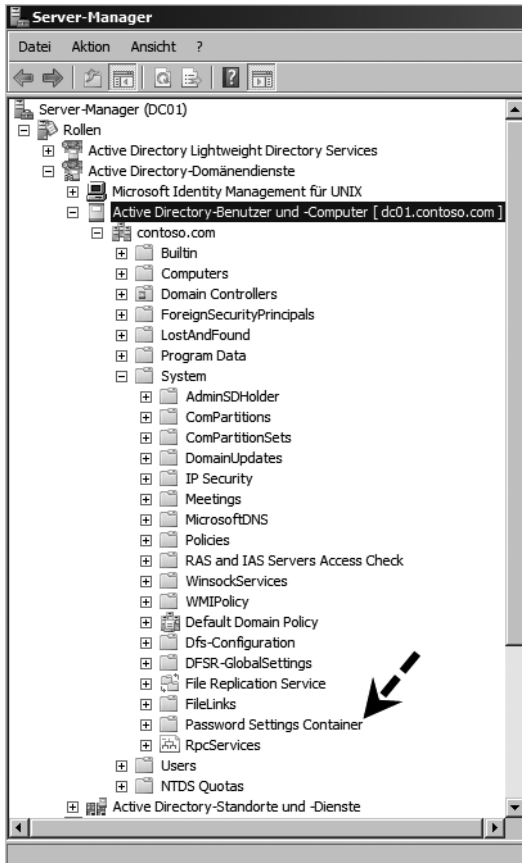 Server-Manager
Datei Aktion Ansicht ?
Server-Manager (DC01)
Rollen
Active Directory Lightweight Directory Services
Active Directory-Domänendienste
Microsoft Identity Management für UNIX
Active Directory-Benutzer und -Computer [ dc01.contoso.com ]
contoso.com
Builtin
Computers
Domain Controllers
ForeignSecurityPrincipals
LostAndFound
Program Data
System
AdminSDHolder
ComPartitions
ComPartitionSets
DomainUpdates
IP Security
Meetings
MicrosoftDNS
Policies
RAS and IAS Servers Access Check
WinsockServices
WMIPolicy
Default Domain Policy
Dfs-Configuration
DFSR-GlobalSettings
File Replication Service
FileLinks
Password Settings Container
RpcServices
Users
NTDS Quotas
Active Directory-Standorte und -Dienste